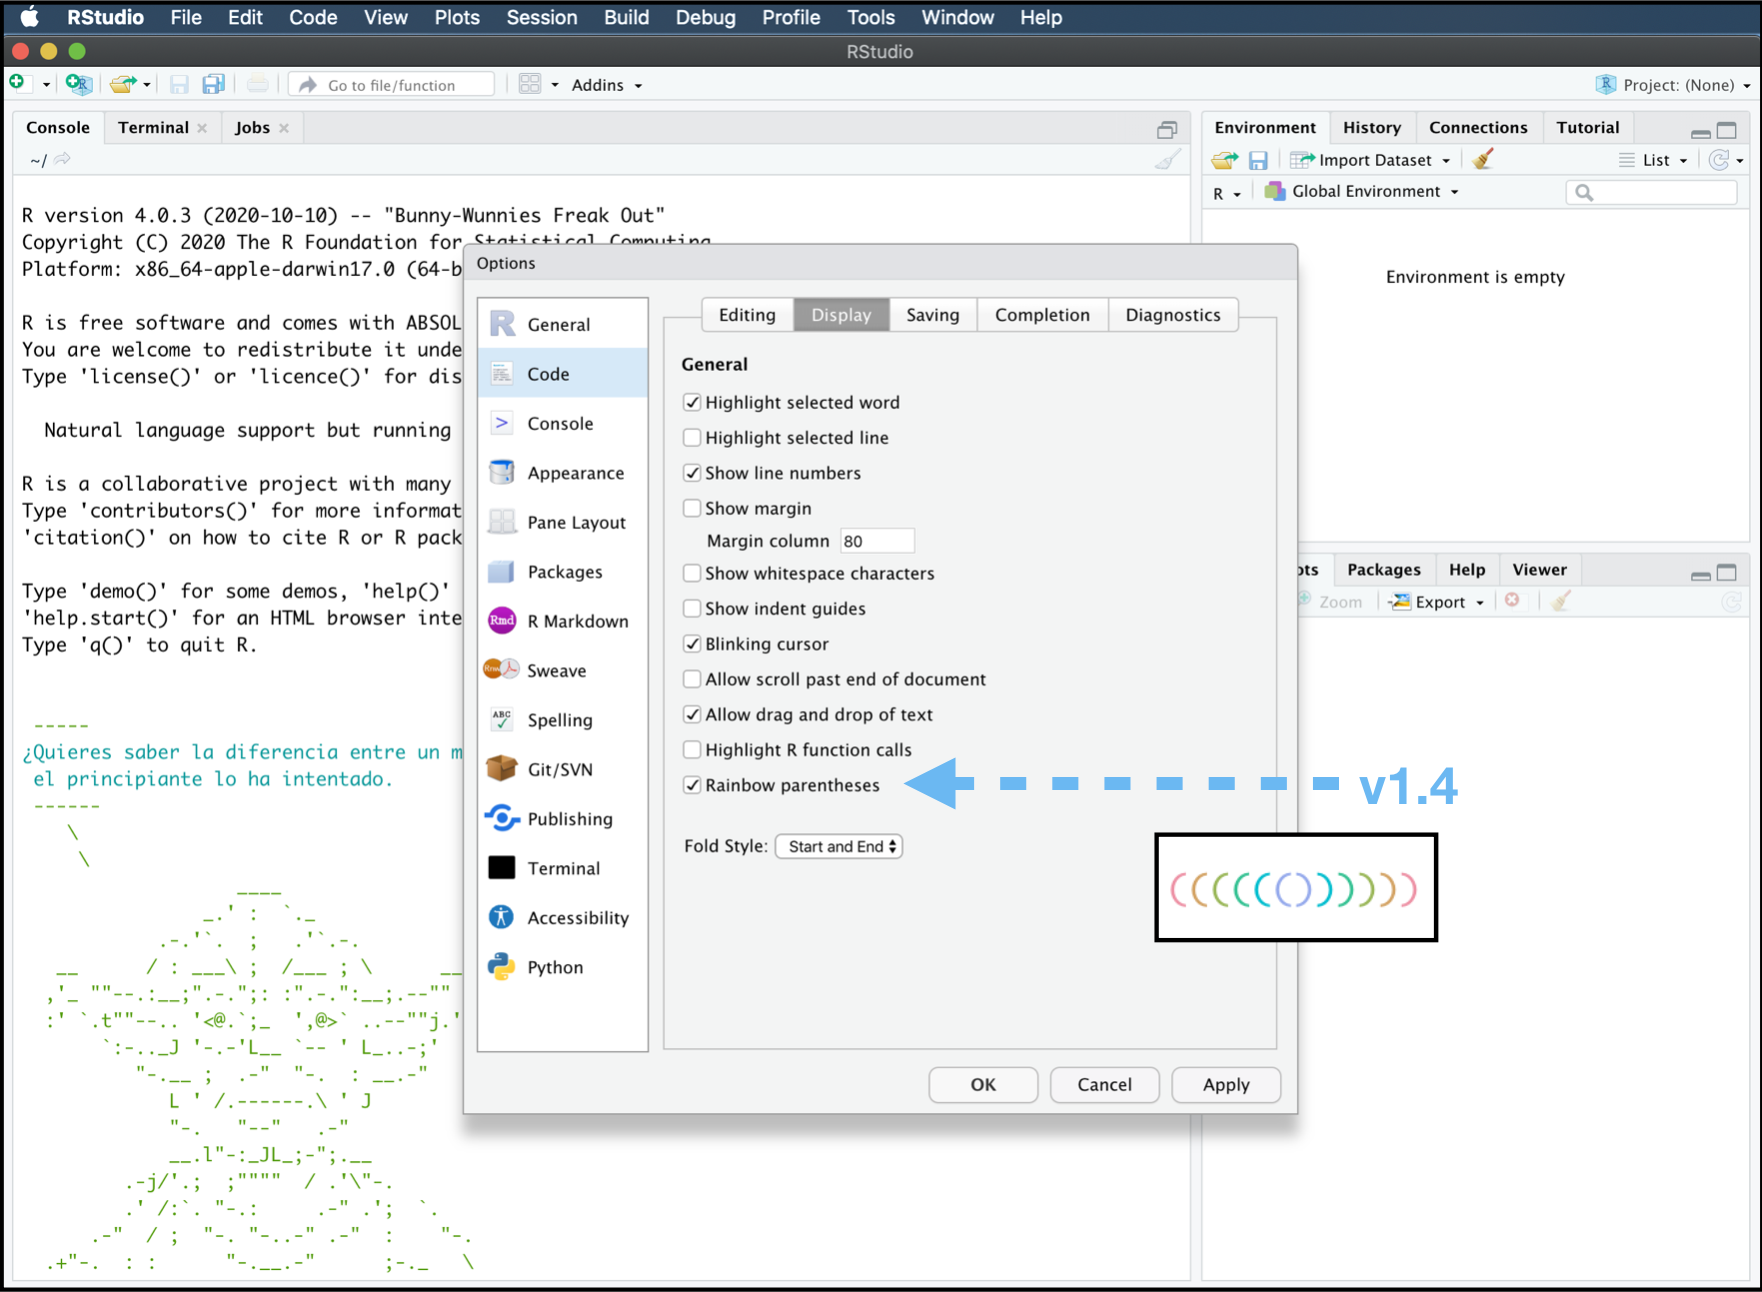 RStudio File Edit Code View Plots Session Build Debug Profile Tools Window Help
RStudio
Go to file/function Addins Project: (None)
Console Terminal Jobs
~/
R version 4.0.3 (2020-10-10) -- "Bunny-Wunnies Freak Out"
Copyright (C) 2020 The R Foundation for Statistical Computing
Platform: x86_64-apple-darwin17.0 (64-b
R is free software and comes with ABSOL
You are welcome to redistribute it unde
Type 'license()' or 'licence()' for dis
Natural language support but running
R is a collaborative project with many
Type 'contributors()' for more informat
'citation()' on how to cite R or R pack
Type 'demo()' for some demos, 'help()'
'help.start()' for an HTML browser inte
Type 'q()' to quit R.
-----
¿Quieres saber la diferencia entre un m
el principiante lo ha intentado.
------
Options
General
Code
Console
Appearance
Pane Layout
Packages
Rmd R Markdown
Sweave
ABC Spelling
Git/SVN
Publishing
Terminal
Accessibility
Python
Editing Display Saving Completion Diagnostics
General
Highlight selected word
Highlight selected line
Show line numbers
Show margin
Margin column 80
Show whitespace characters
Show indent guides
Blinking cursor
Allow scroll past end of document
Allow drag and drop of text
Highlight R function calls
Rainbow parentheses
Fold Style: Start and End
OK Cancel Apply
v1.4
(((((())))))
Environment History Connections Tutorial
Import Dataset List
R Global Environment
Environment is empty
ots Packages Help Viewer
Zoom Export